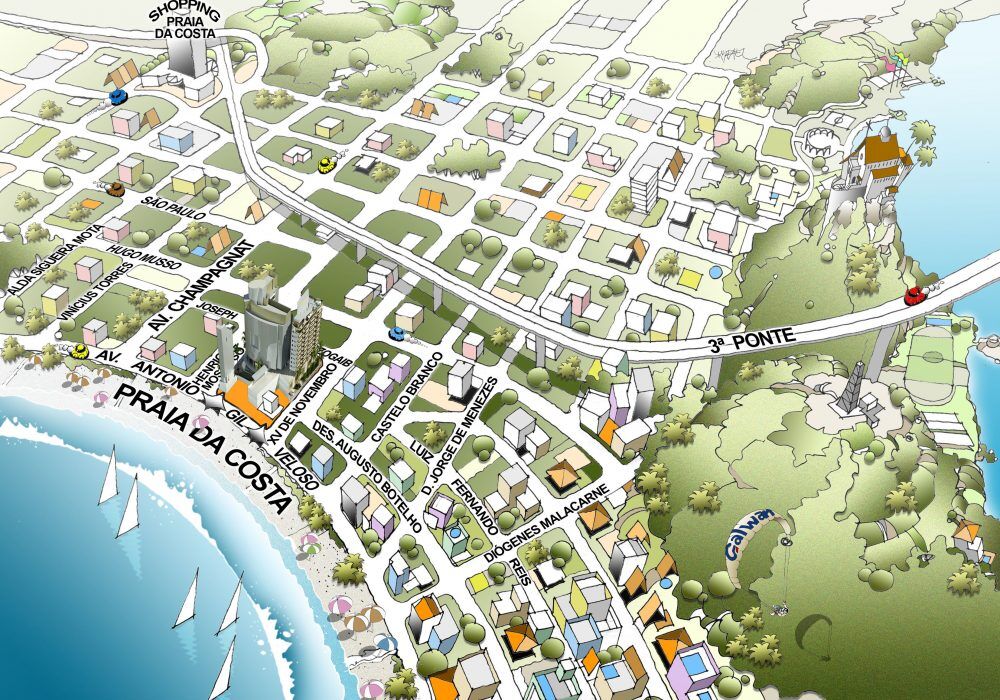 SHOPPING
PRAIA
DA COSTA
SÃO PAULO
ALDA SIQUEIRA MOTA
HUGO MUSSO
VINICIUS TORRES
AV. CHAMPAGNAT
JOSEPH
3ª PONTE
AV.
ANTONIO
GIL
VELOSO
XV DE NOVEMBRO
CASTELO BRANCO
DES. AUGUSTO BOTELHO
LUIZ
FERNANDO
REIS
D. JORGE DE MENEZES
DIÓGENES MALACARNE
PRAIA DA COSTA
Galwan